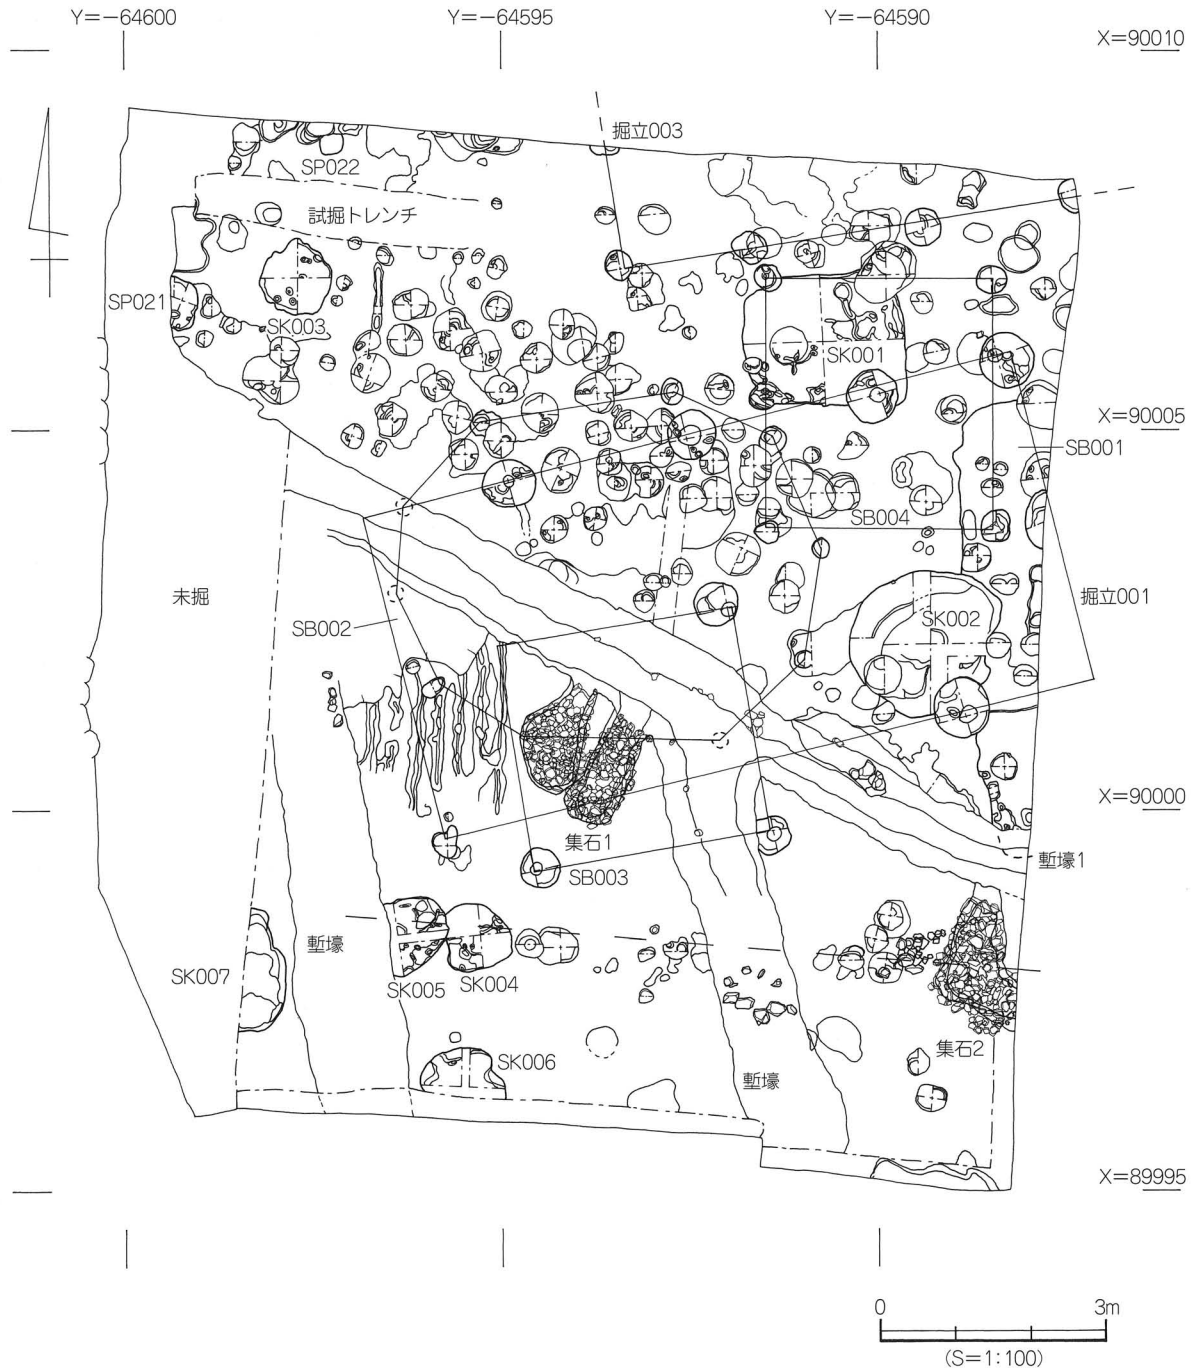 Y=-64600
Y=-64595
Y=-64590
X=90010
掘立003
SP022
試掘トレンチ
SP021
SK003
SK001
X=90005
SB001
SB004
未掘
掘立001
SK002
SB002
X=90000
集石1
塹壕1
SB003
塹壕
SK007
SK005
SK004
集石2
SK006
塹壕
X=89995
0
3m
(S=1:100)